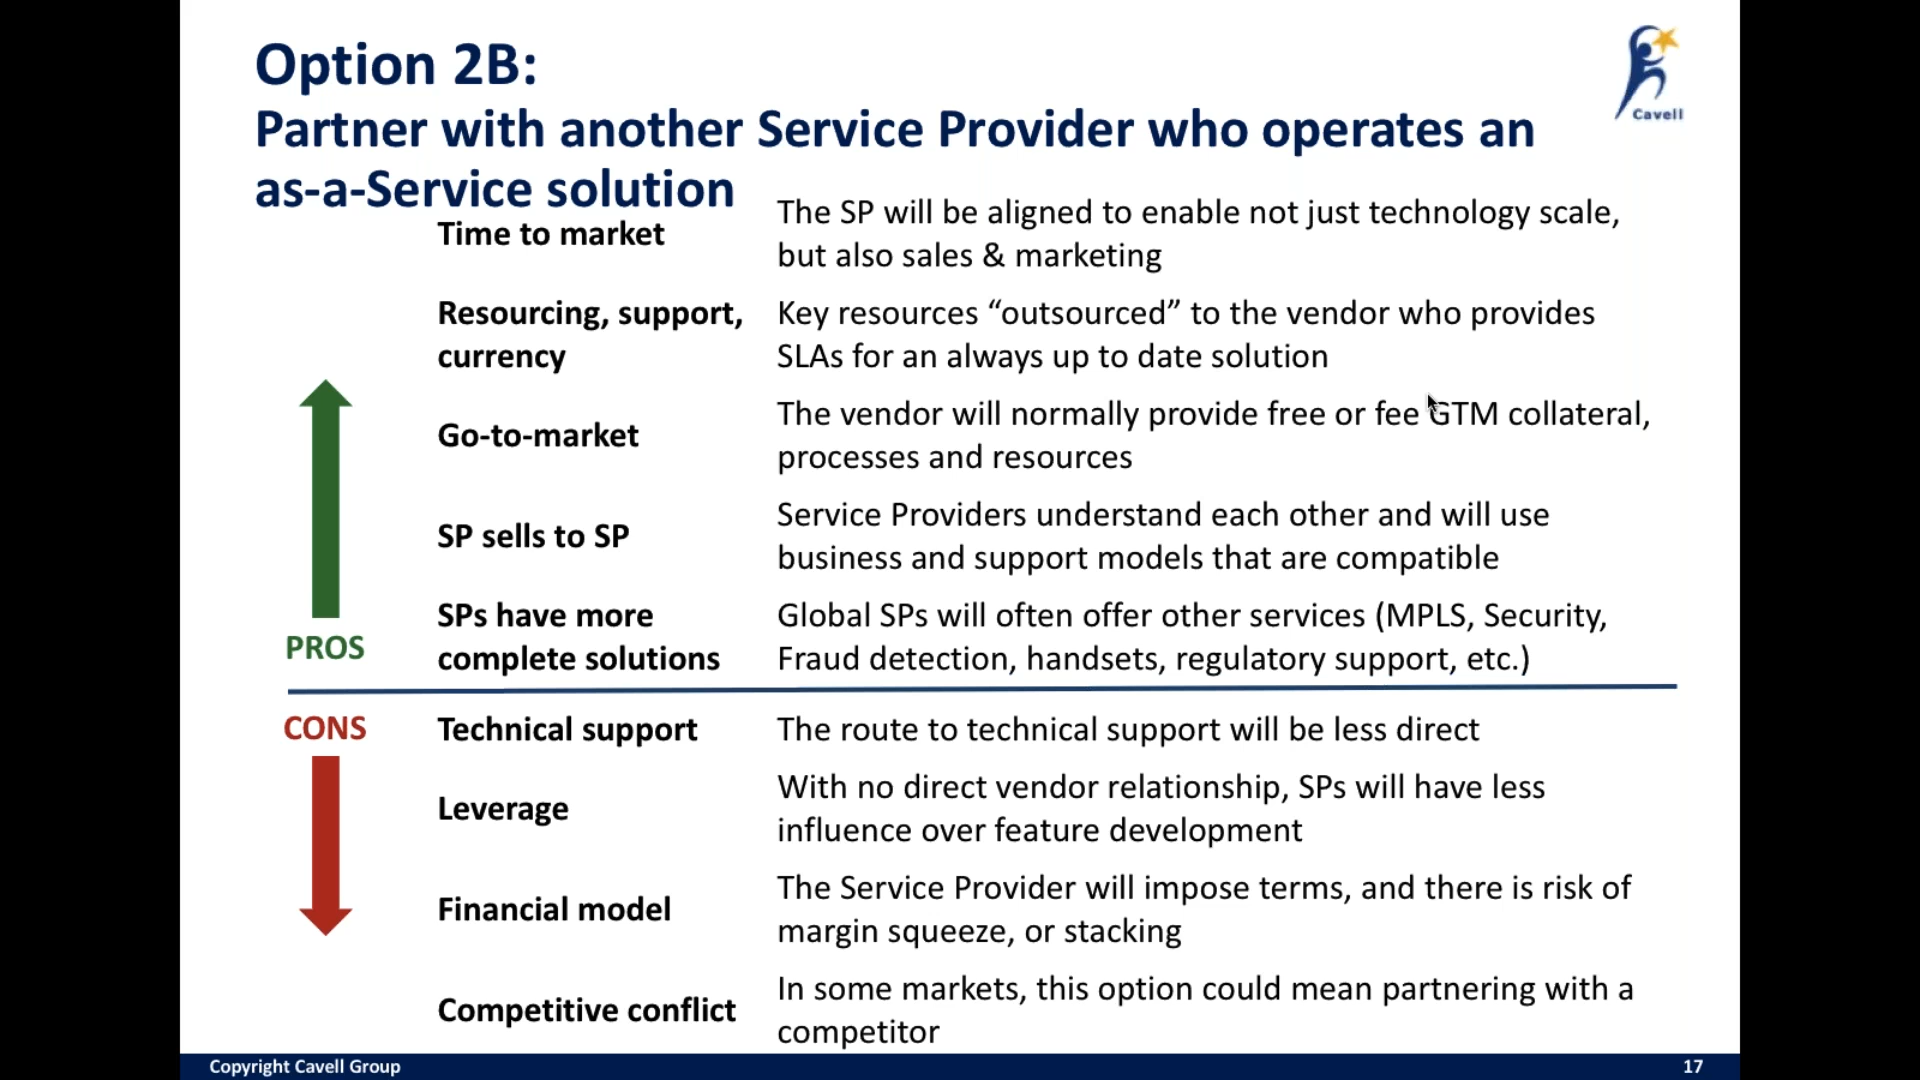 Option 2B:
Partner with another Service Provider who operates an
as-a-Service solution
Cavell
Time to market
The SP will be aligned to enable not just technology scale,
but also sales & marketing
Resourcing, support,
currency
Key resources “outsourced” to the vendor who provides
SLAs for an always up to date solution
Go-to-market
The vendor will normally provide free or fee GTM collateral,
processes and resources
SP sells to SP
Service Providers understand each other and will use
business and support models that are compatible
SPs have more
complete solutions
Global SPs will often offer other services (MPLS, Security,
Fraud detection, handsets, regulatory support, etc.)
PROS
CONS
Technical support
The route to technical support will be less direct
Leverage
With no direct vendor relationship, SPs will have less
influence over feature development
Financial model
The Service Provider will impose terms, and there is risk of
margin squeeze, or stacking
Competitive conflict
In some markets, this option could mean partnering with a
competitor
Copyright Cavell Group
17